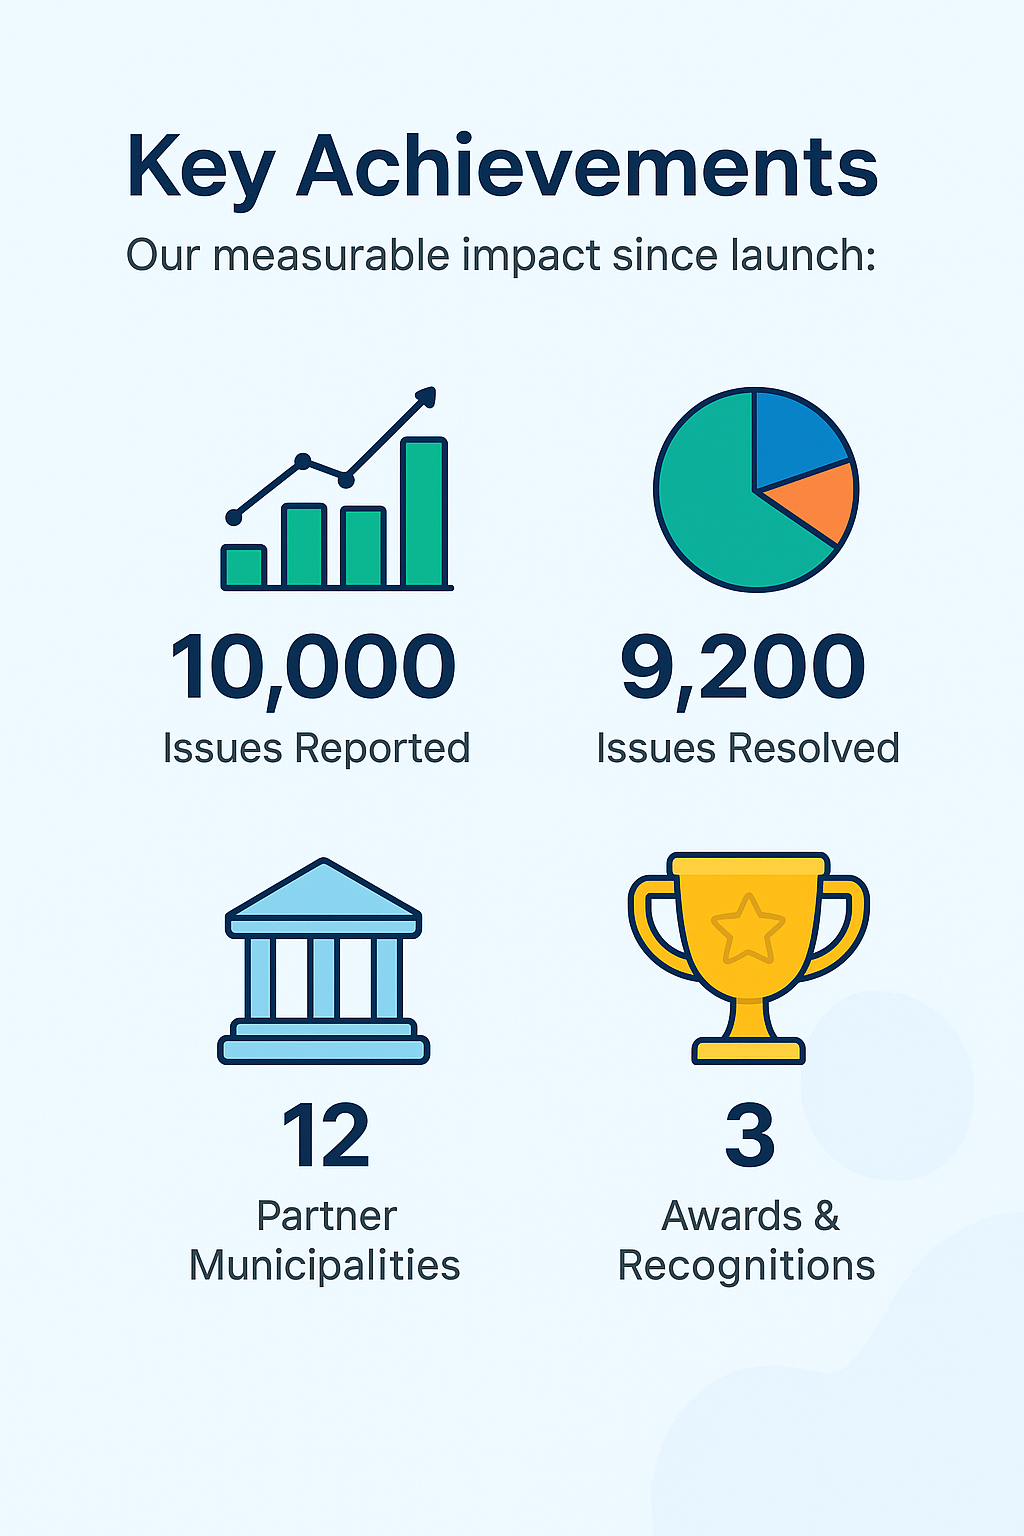 Key Achievements
Our measurable impact since launch:
10,000
Issues Reported
9,200
Issues Resolved
12
Partner
Municipalities
3
Awards &
Recognitions